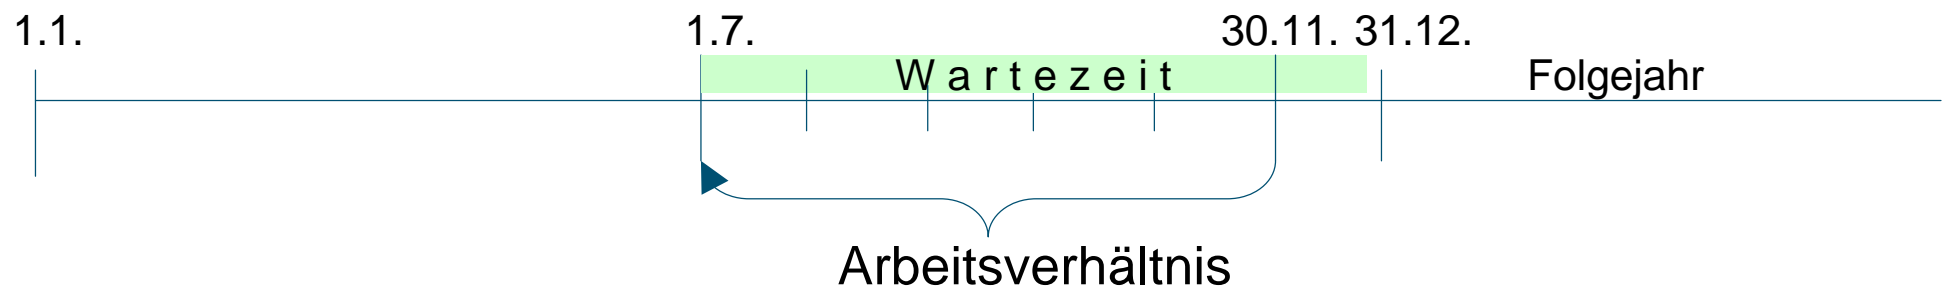 1.1. 1.7. 30.11. 31.12.
W a r t e z e i t Folgejahr
Arbeitsverhältnis